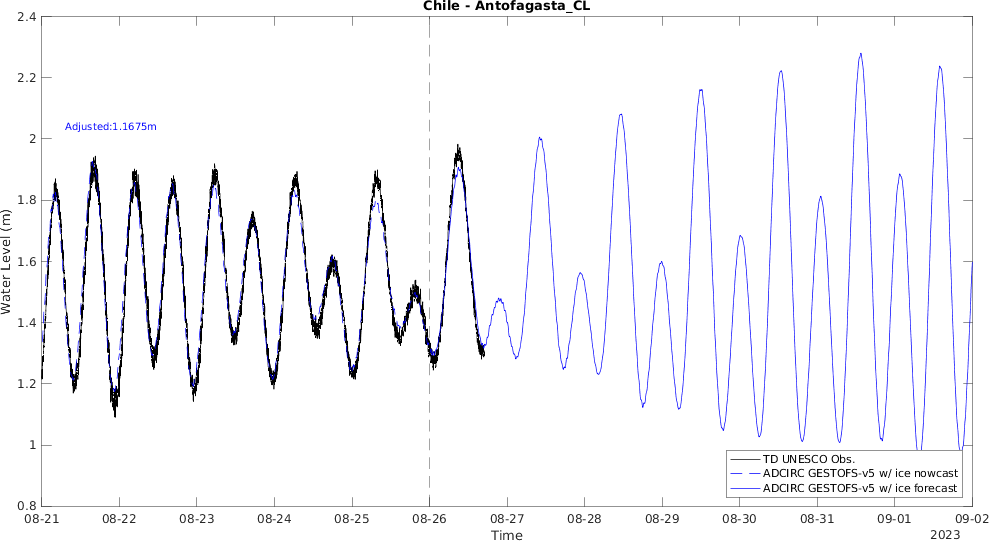 Chile - Antofagasta_CL
2.4
2.2
2
1.8
1.6
1.4
1.2
1
0.8
Water Level (m)
Adjusted:1.1675m
TD UNESCO Obs.
ADCIRC GESTOFS-v5 w/ ice nowcast
ADCIRC GESTOFS-v5 w/ ice forecast
08-21 08-22 08-23 08-24 08-25 08-26 08-27 08-28 08-29 08-30 08-31 09-01 09-02
Time
2023